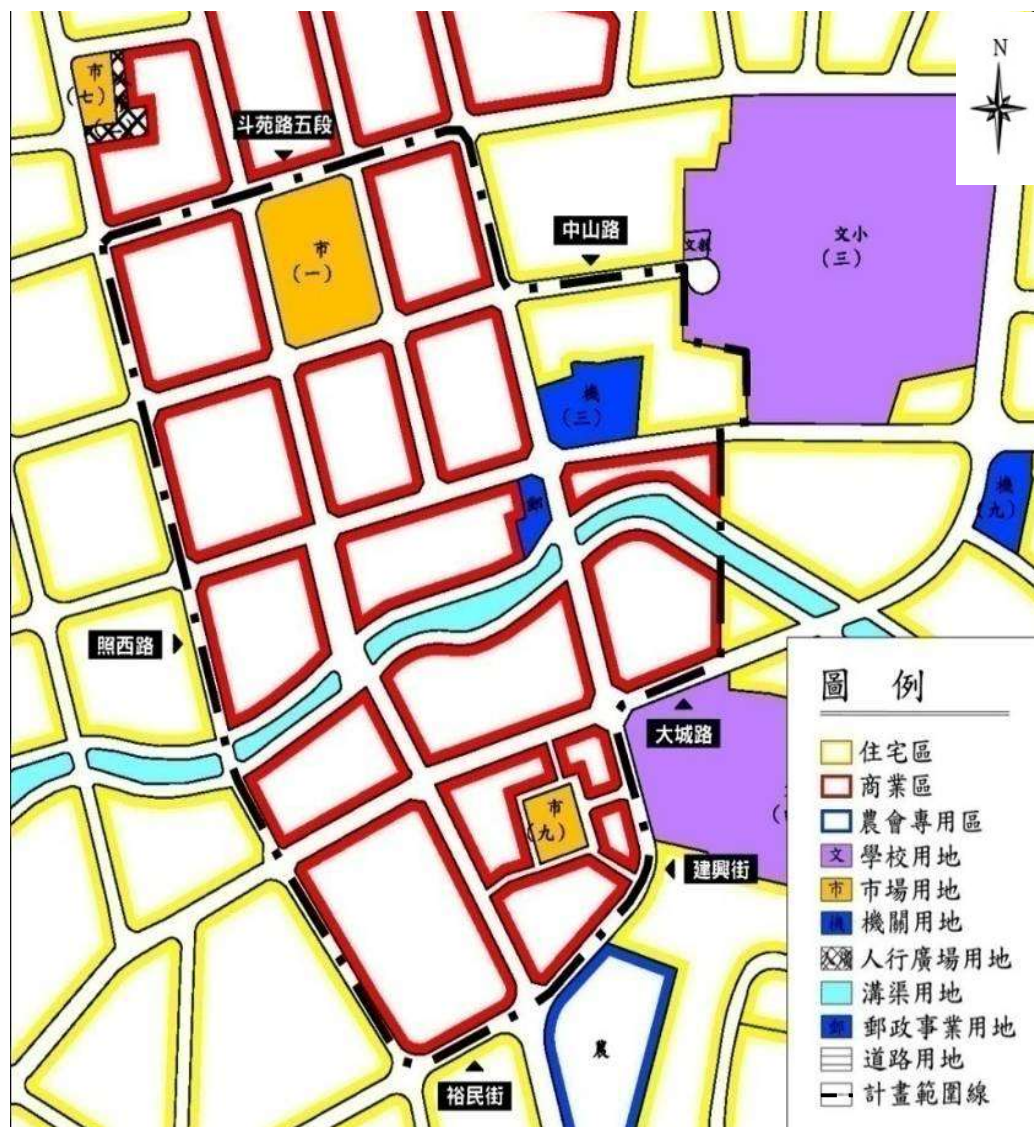 N
市
(七)
斗苑路五段
市
(一)
中山路
文小
(三)
機
(三)
郵
機
(九)
照西路
大城路
市
(九)
建興街
農
裕民街
圖 例
住宅區
商業區
農會專用區
文 學校用地
市 市場用地
機 機關用地
人行廣場用地
溝渠用地
郵 郵政事業用地
道路用地
計畫範圍線